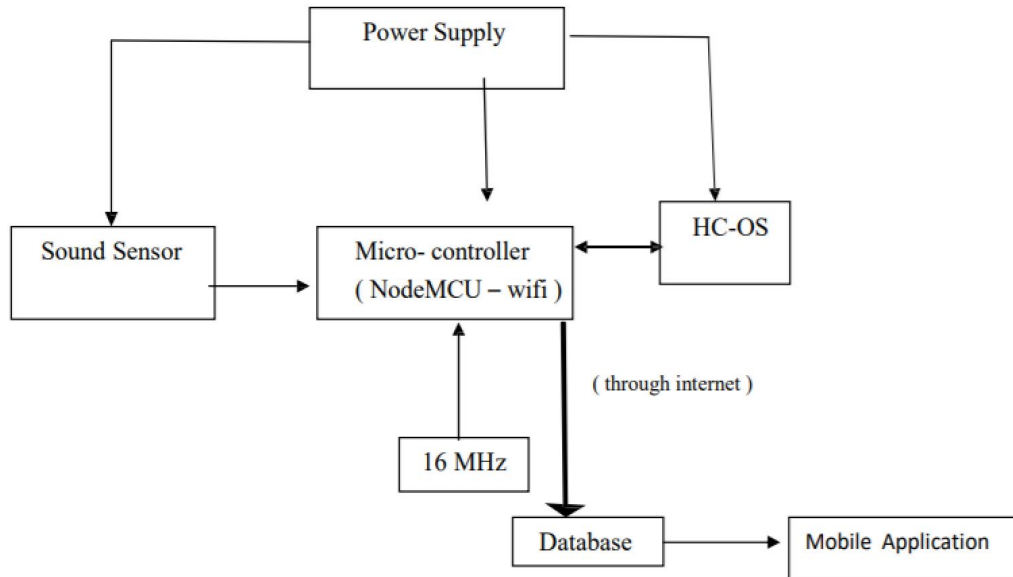 Power Supply
Sound Sensor
Micro- controller
( NodeMCU – wifi )
HC-OS
( through internet )
16 MHz
Database
Mobile Application